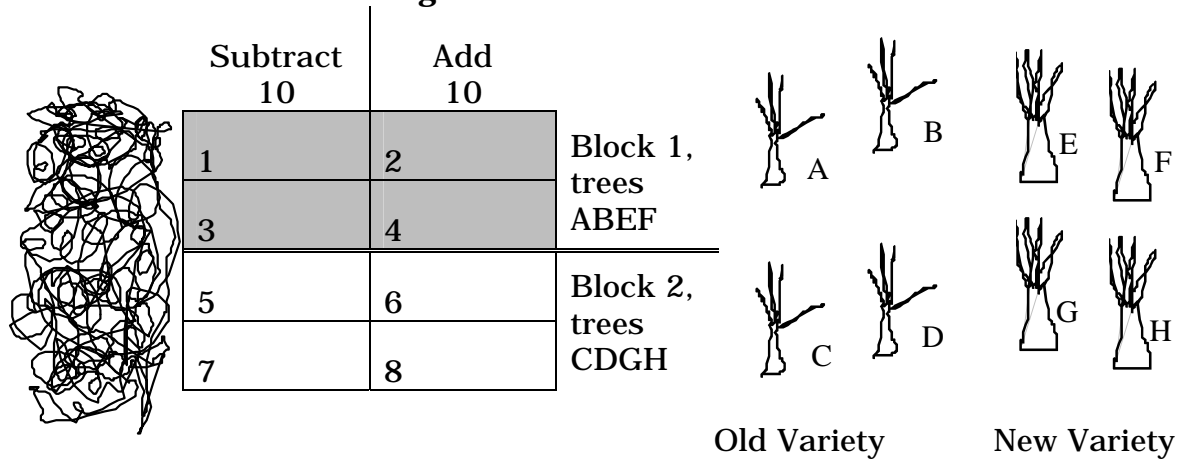 Subtract 10
Add 10
1
2
3
4
Block 1,
trees
ABEF
5
6
7
8
Block 2,
trees
CDGH
A
B
E
F
C
D
G
H
Old Variety
New Variety